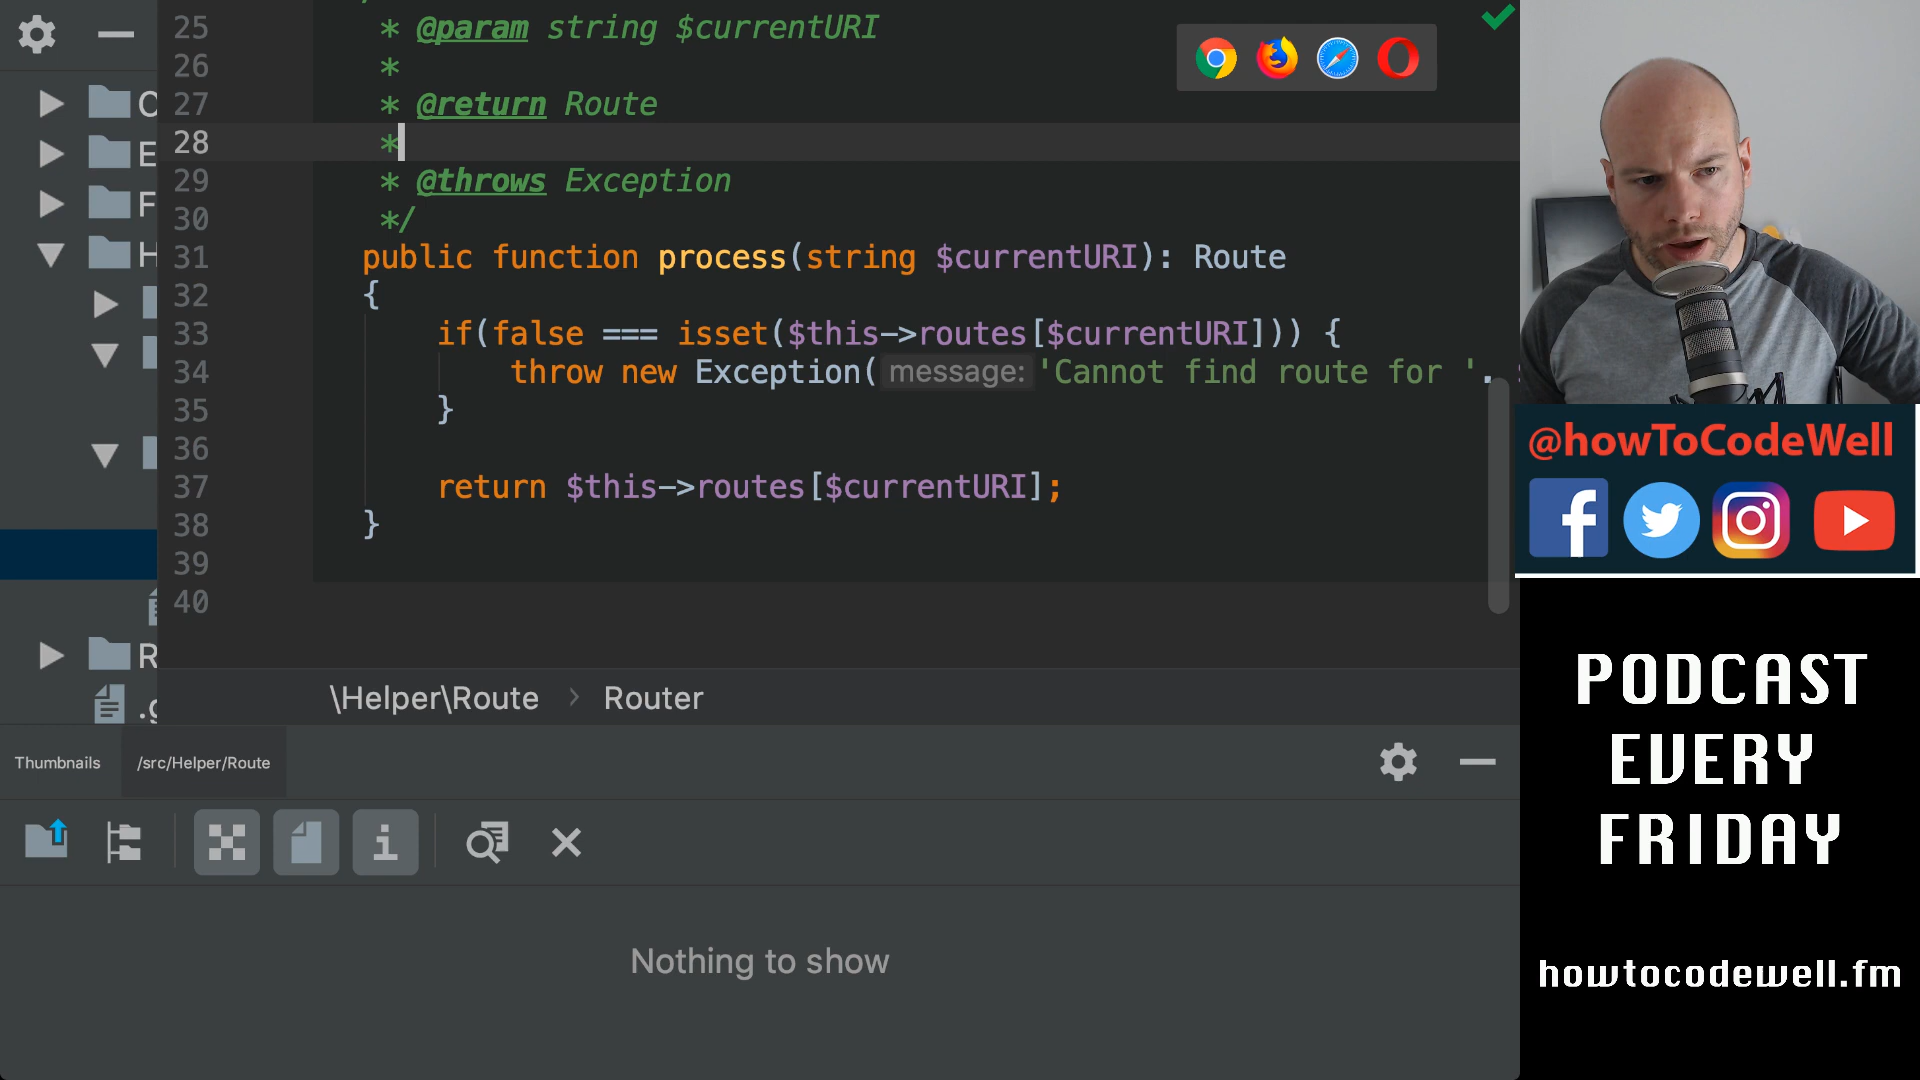 25 * @param string $currentURI
26 *
27 * @return Route
28 *
29 * @throws Exception
30 */
31 public function process(string $currentURI): Route
32 {
33 if(false === isset($this->routes[$currentURI])) {
34 throw new Exception( message: 'Cannot find route for '.
35 }
36
37 return $this->routes[$currentURI];
38 }
39
40
E
F
H
R
.g
\Helper\Route > Router
Thumbnails /src/Helper/Route
Nothing to show
@howToCodeWell
PODCAST
EVERY
FRIDAY
howtocodewell.fm